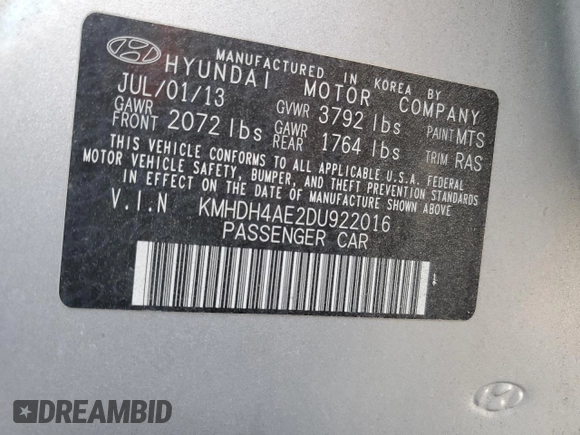 MANUFACTURED IN KOREA BY
HYUNDAI MOTOR COMPANY
JUL/01/13 GVWR 3792 lbs PAINT MTS
GAWR FRONT 2072 lbs GAWR REAR 1764 lbs TRIM RAS
THIS VEHICLE CONFORMS TO ALL APPLICABLE U.S.A. FEDERAL
MOTOR VEHICLE SAFETY, BUMPER, AND THEFT PREVENTION STANDARDS
IN EFFECT ON THE DATE OF MANUFACTURE SHOWN ABOVE
V.I.N KMHDH4AE2DU922016
PASSENGER CAR
DREAMBID